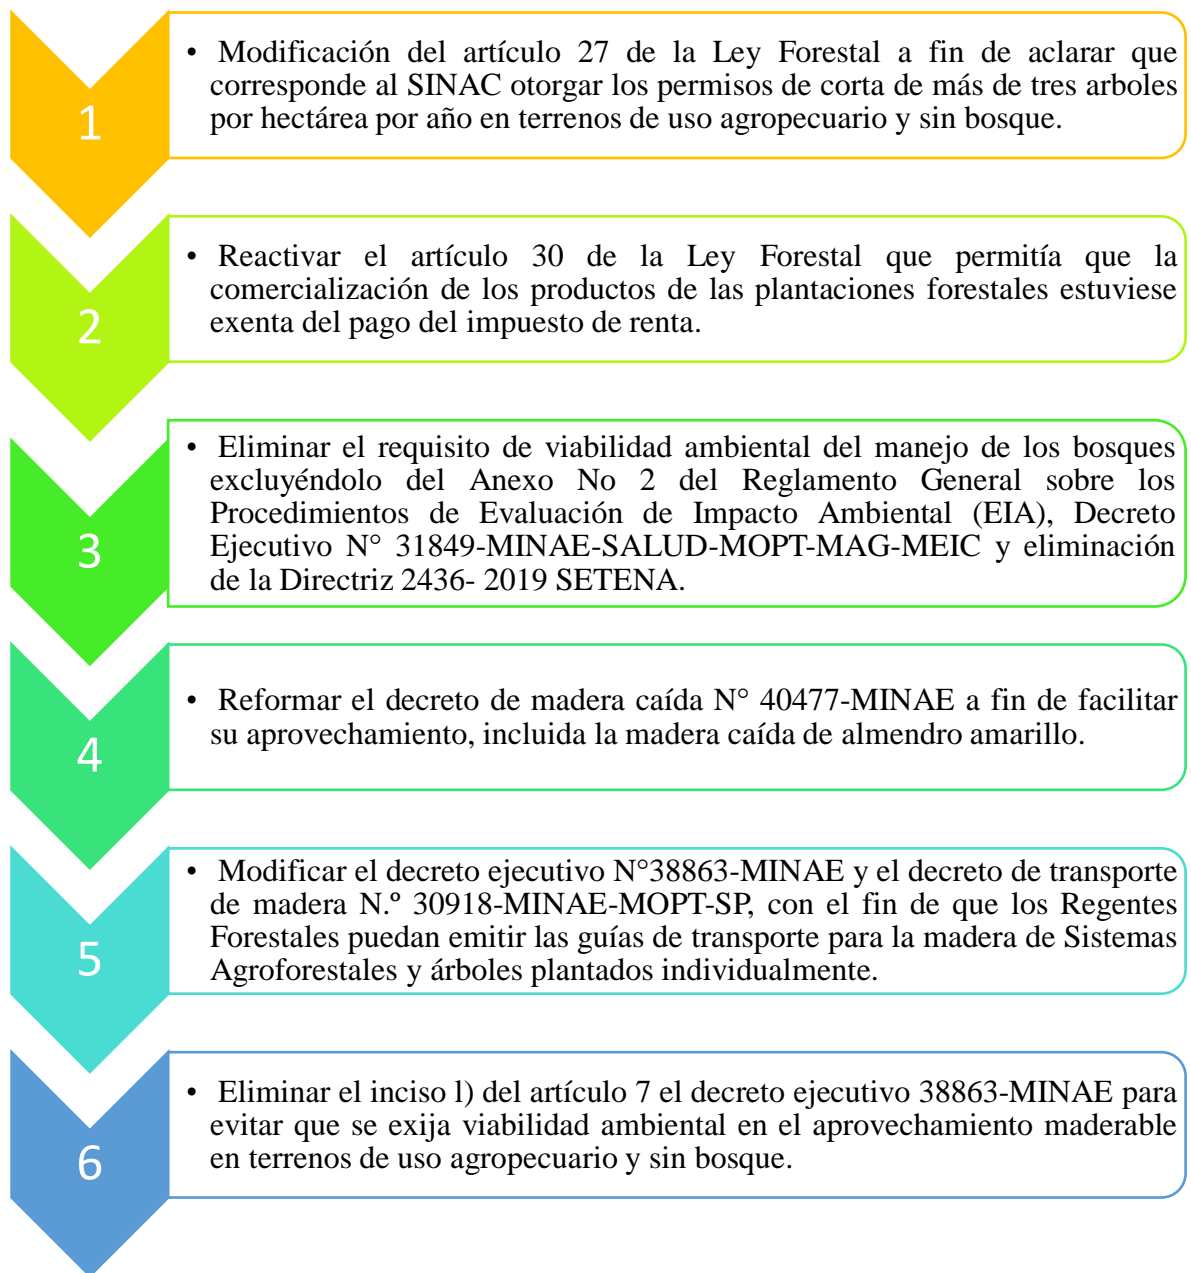 1
• Modificación del artículo 27 de la Ley Forestal a fin de aclarar que
corresponde al SINAC otorgar los permisos de corta de más de tres arboles
por hectárea por año en terrenos de uso agropecuario y sin bosque.
2
• Reactivar el artículo 30 de la Ley Forestal que permitía que la
comercialización de los productos de las plantaciones forestales estuviese
exenta del pago del impuesto de renta.
3
• Eliminar el requisito de viabilidad ambiental del manejo de los bosques
excluyéndolo del Anexo No 2 del Reglamento General sobre los
Procedimientos de Evaluación de Impacto Ambiental (EIA), Decreto
Ejecutivo N° 31849-MINAE-SALUD-MOPT-MAG-MEIC y eliminación
de la Directriz 2436- 2019 SETENA.
4
• Reformar el decreto de madera caída N° 40477-MINAE a fin de facilitar
su aprovechamiento, incluida la madera caída de almendro amarillo.
5
• Modificar el decreto ejecutivo N°38863-MINAE y el decreto de transporte
de madera N.º 30918-MINAE-MOPT-SP, con el fin de que los Regentes
Forestales puedan emitir las guías de transporte para la madera de Sistemas
Agroforestales y árboles plantados individualmente.
6
• Eliminar el inciso l) del artículo 7 el decreto ejecutivo 38863-MINAE para
evitar que se exija viabilidad ambiental en el aprovechamiento maderable
en terrenos de uso agropecuario y sin bosque.